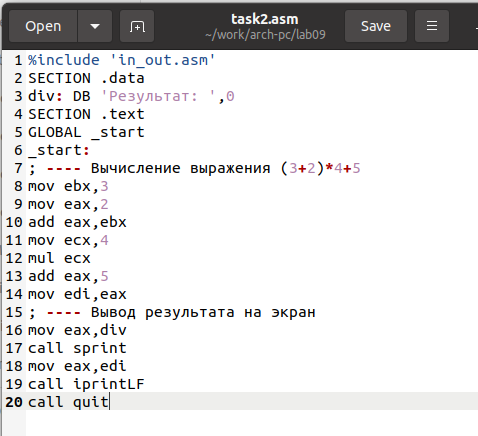 Open
task2.asm
~/work/arch-pc/lab09
Save
1 %include 'in_out.asm'
2 SECTION .data
3 div: DB 'Результат: ',0
4 SECTION .text
5 GLOBAL _start
6 _start:
7 ; ---- Вычисление выражения (3+2)*4+5
8 mov ebx,3
9 mov eax,2
10 add eax,ebx
11 mov ecx,4
12 mul ecx
13 add eax,5
14 mov edi,eax
15 ; ---- Вывод результата на экран
16 mov eax,div
17 call sprint
18 mov eax,edi
19 call iprintLF
20 call quit